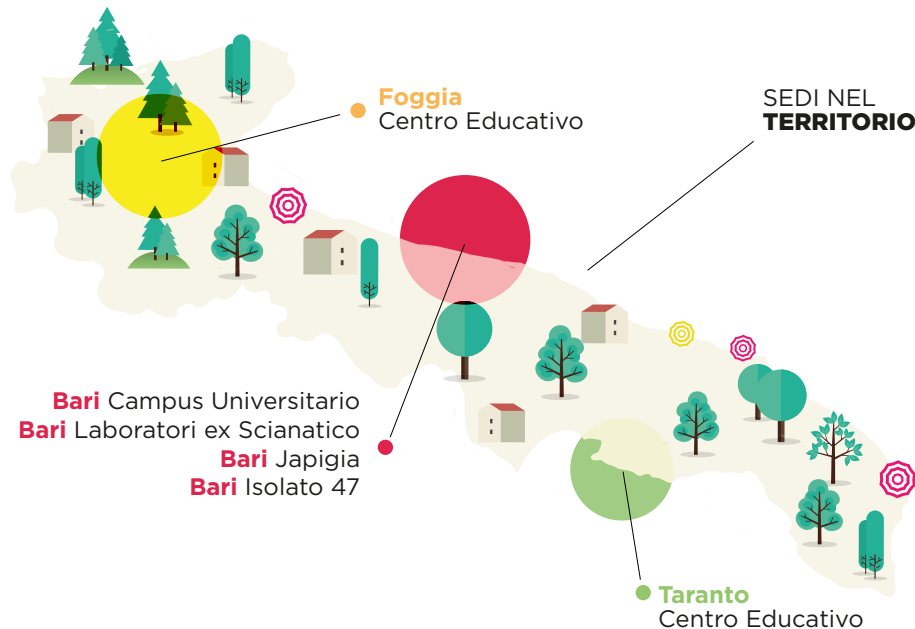 Foggia
Centro Educativo
SEDI NEL
TERRITORIO
Bari Campus Universitario
Bari Laboratori ex Scianatico
Bari Japigia
Bari Isolato 47
Taranto
Centro Educativo